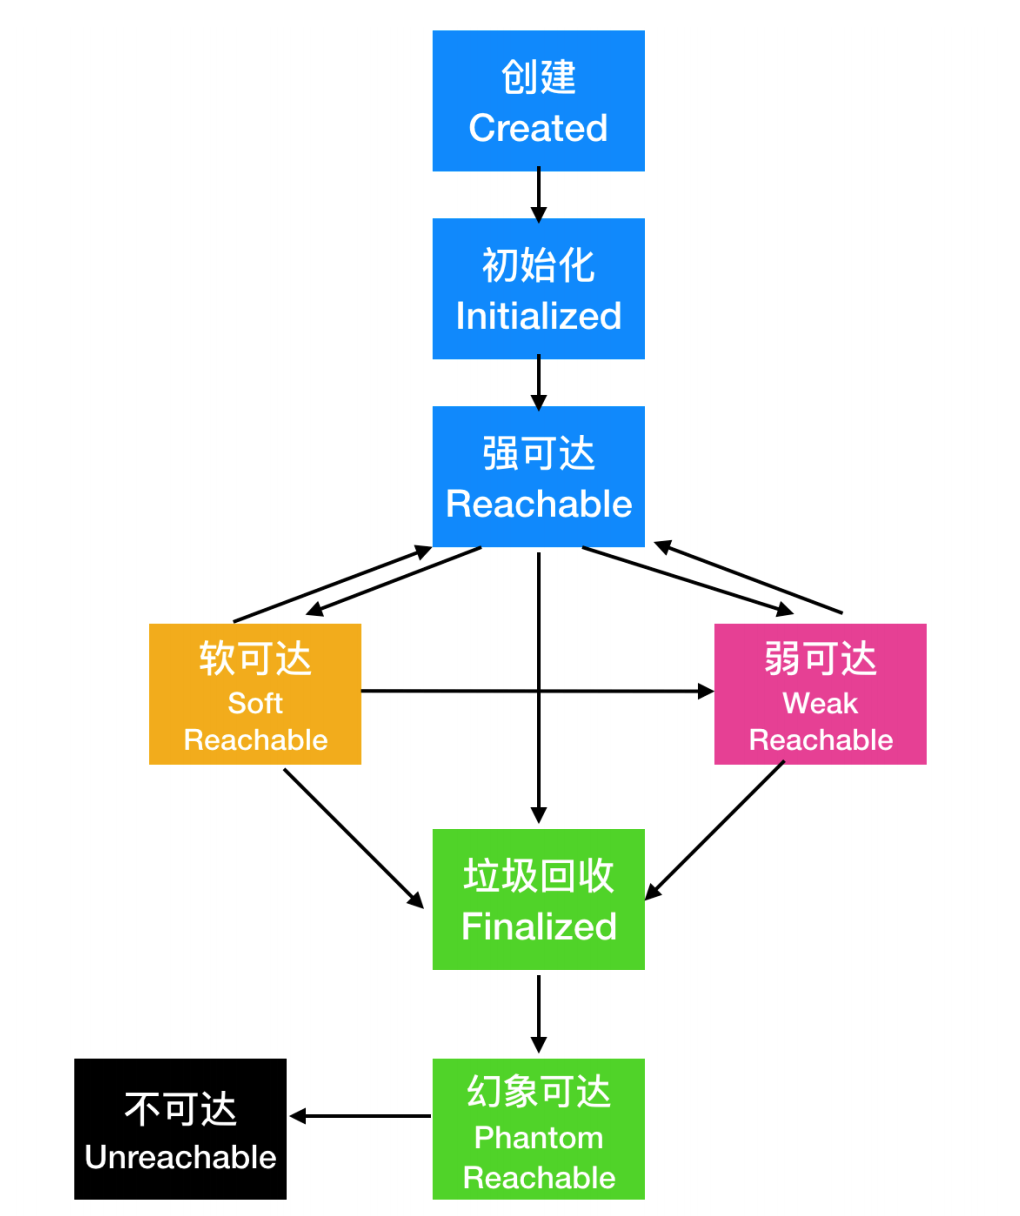 创建
Created
初始化
Initialized
强可达
Reachable
软可达
Soft
Reachable
弱可达
Weak
Reachable
垃圾回收
Finalized
幻象可达
Phantom
Reachable
不可达
Unreachable